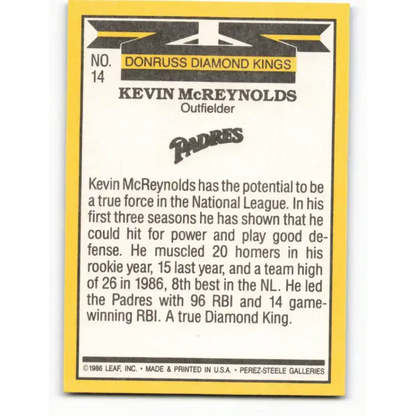 NO.
14
DONRUSS DIAMOND KINGS
KEVIN McREYNOLDS
Outfielder
PADRES
Kevin McReynolds has the potential to be
a true force in the National League. In his
first three seasons he has shown that he
could hit for power and play good de-
fense. He muscled 20 homers in his
rookie year, 15 last year, and a team high
of 26 in 1986, 8th best in the NL. He led
the Padres with 96 RBI and 14 game-
winning RBI. A true Diamond King.
©1986 LEAF, INC. • MADE & PRINTED IN U.S.A. • PEREZ-STEELE GALLERIES